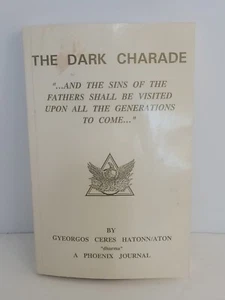 THE DARK CHARADE
"...AND THE SINS OF THE
FATHERS SHALL BE VISITED
UPON ALL THE GENERATIONS
TO COME..."
BY
GYEORGOS CERES HATONN/ATON
"dharma"
A PHOENIX JOURNAL